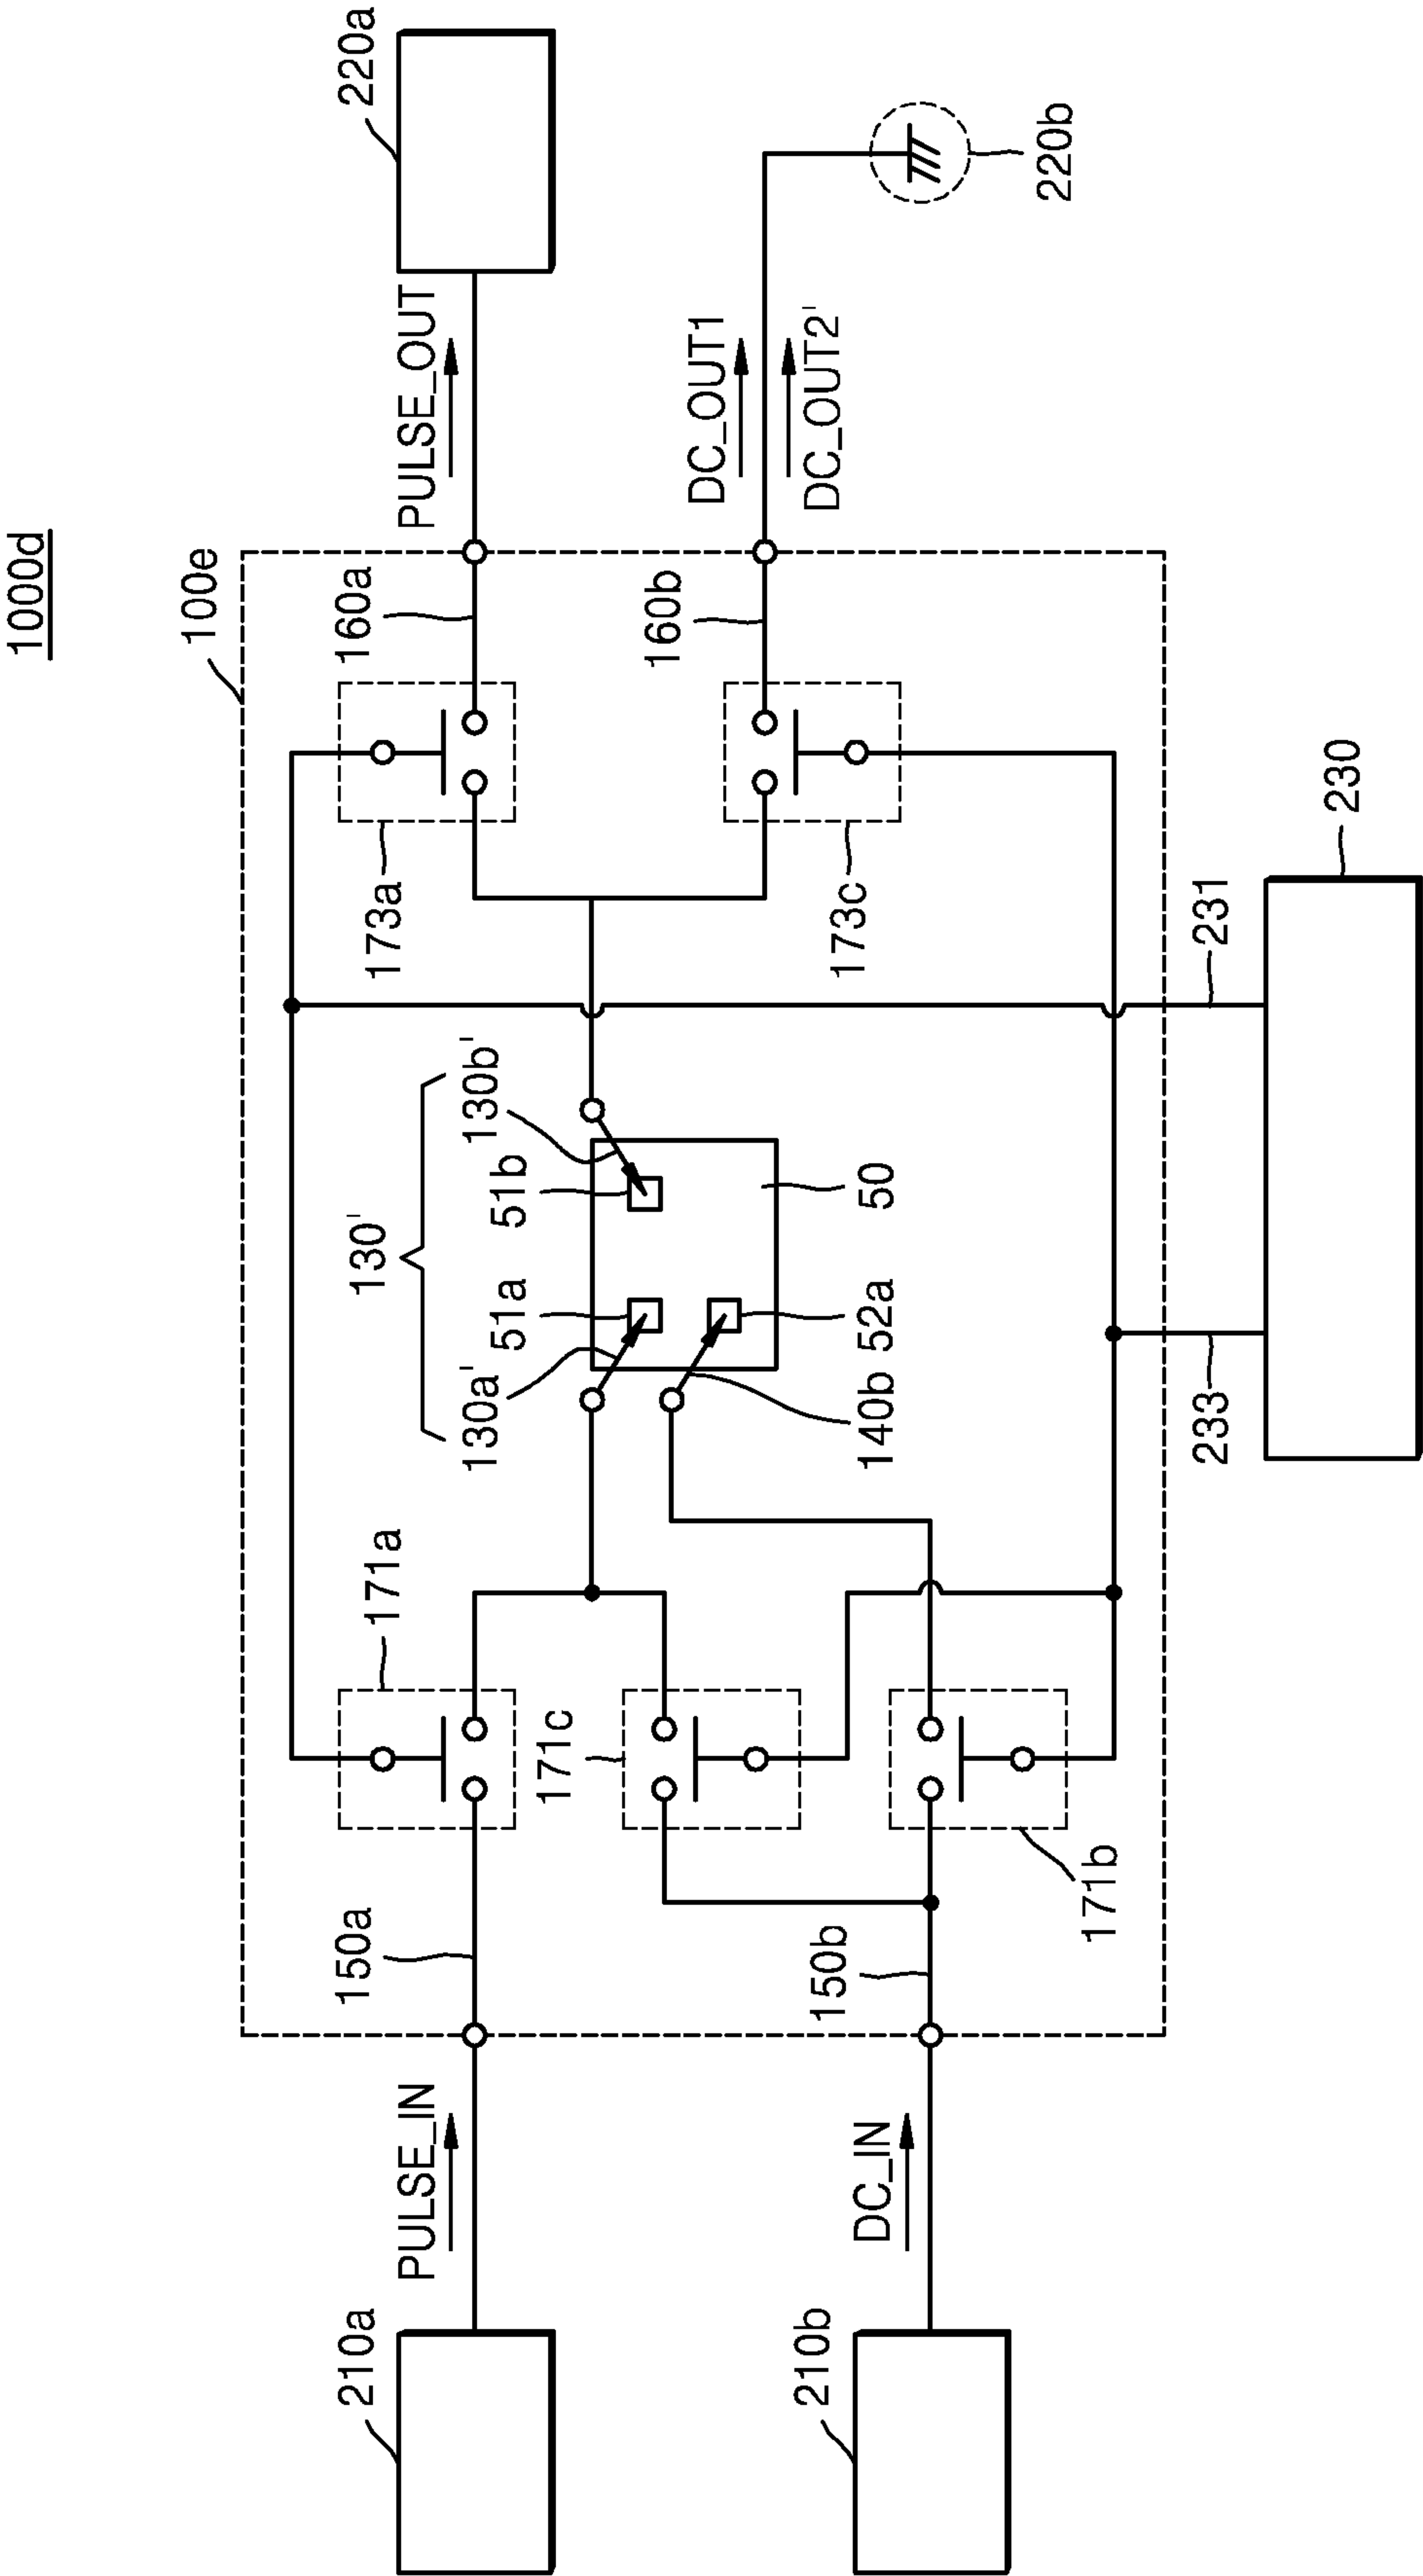 1000d
100e
220a
PULSE_OUT
160a
173a
220b
DC_OUT1
DC_OUT2'
160b
173c
130'
130a'
130b'
51a
51b
50
52a
140b
171a
171c
171b
150a
150b
PULSE_IN
DC_IN
210a
210b
231
233
230